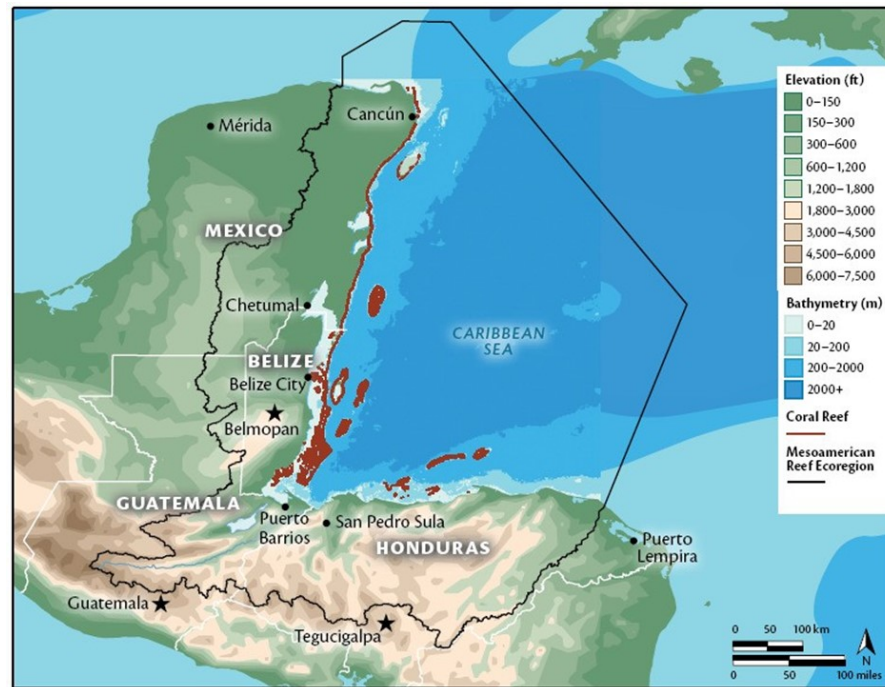 Mérida
Cancún
MEXICO
Chetumal
CARIBBEAN
SEA
BELIZE
Belize City
Belmopan
GUATEMALA
Puerto
Barrios
San Pedro Sula
HONDURAS
Puerto
Lempira
Guatemala
Tegucigalpa
Elevation (ft)
0–150
150–300
300–600
600–1,200
1,200–1,800
1,800–3,000
3,000–4,500
4,500–6,000
6,000–7,500
Bathymetry (m)
0–20
20–200
200–2000
2000+
Coral Reef
Mesoamerican
Reef Ecoregion
0 50 100 km
0 50 100 miles
N